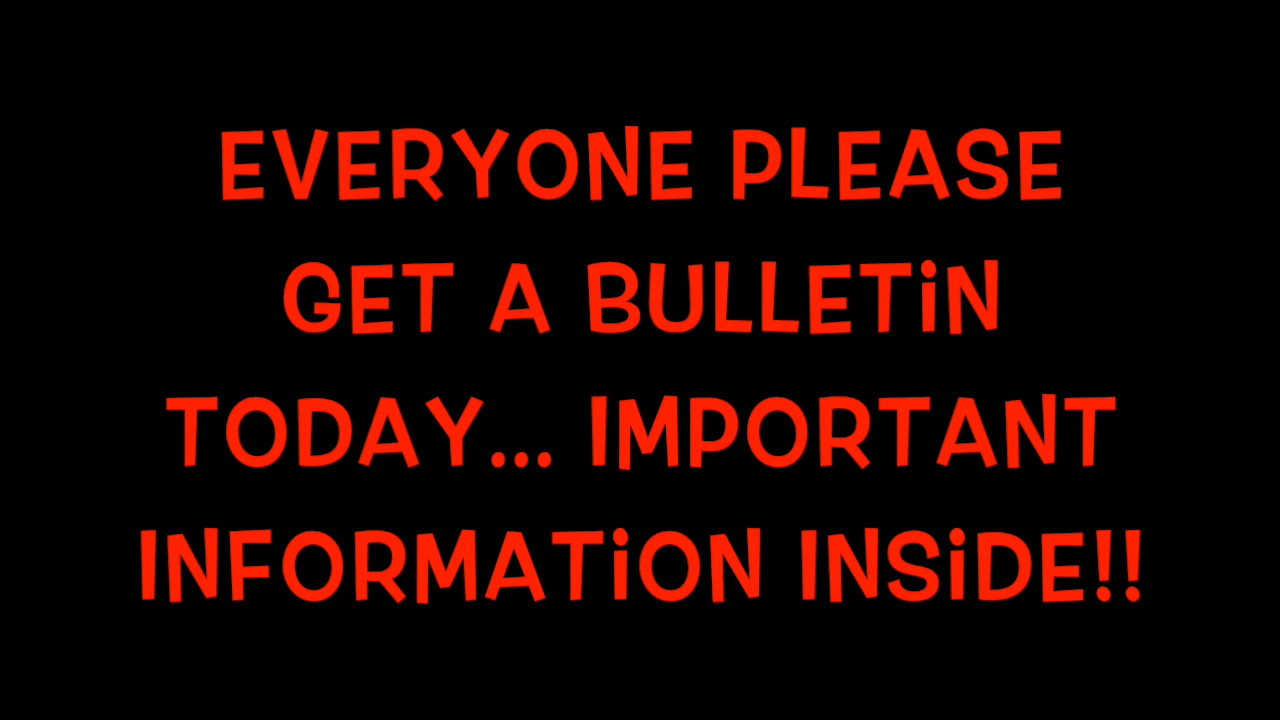 EVERYONE PLEASE
GET A BULLETiN
TODAY... IMPORTANT
INFORMATiON INSiDE!!